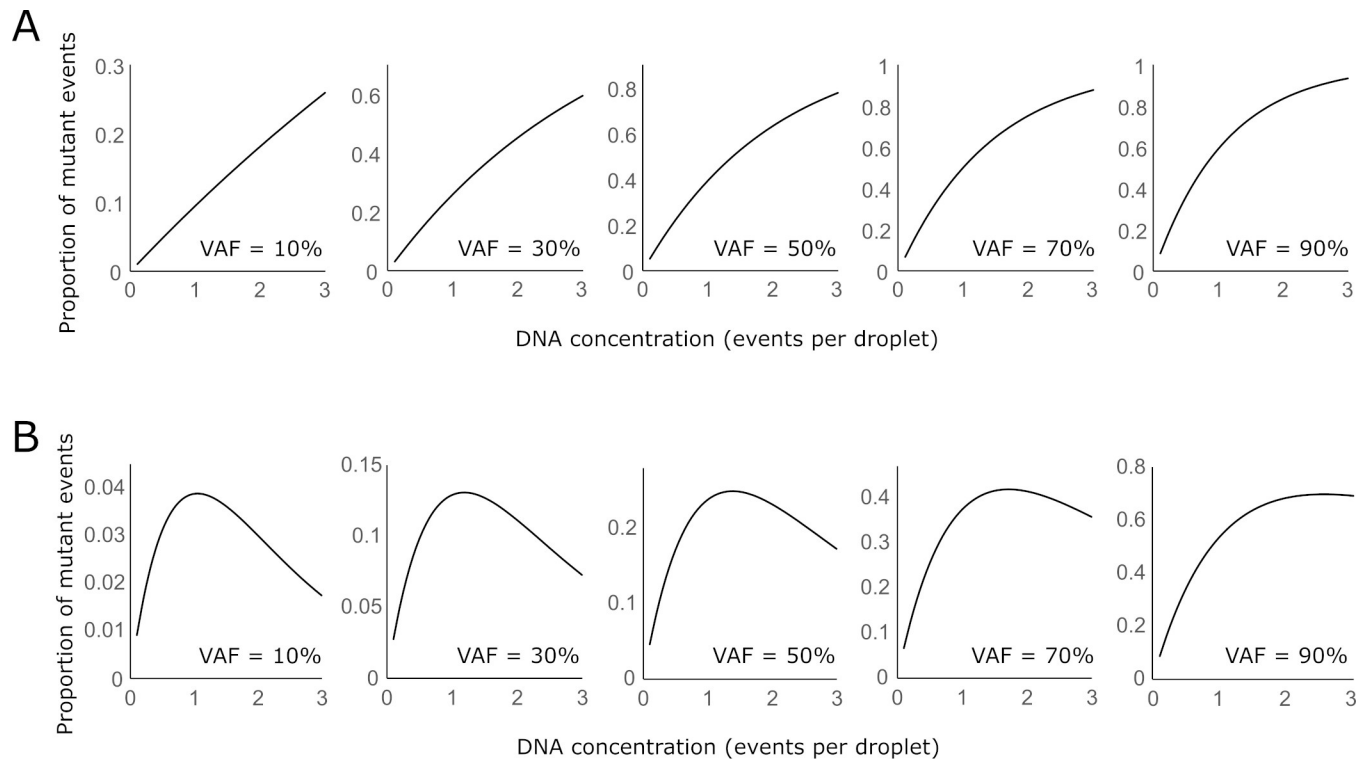 A
Proportion of mutant events
0.3
0.2
0.1
0
0 1 2 3
VAF = 10%
0.6
0.4
0.2
0
0 1 2 3
VAF = 30%
0.8
0.6
0.4
0.2
0
0 1 2 3
VAF = 50%
1
0.8
0.6
0.4
0.2
0
0 1 2 3
VAF = 70%
1
0.8
0.6
0.4
0.2
0
0 1 2 3
VAF = 90%
DNA concentration (events per droplet)
B
Proportion of mutant events
0.04
0.03
0.02
0.01
0
0 1 2 3
VAF = 10%
0.15
0.1
0.05
0
0 1 2 3
VAF = 30%
0.2
0.1
0
0 1 2 3
VAF = 50%
0.4
0.3
0.2
0.1
0
0 1 2 3
VAF = 70%
0.8
0.6
0.4
0.2
0
0 1 2 3
VAF = 90%
DNA concentration (events per droplet)